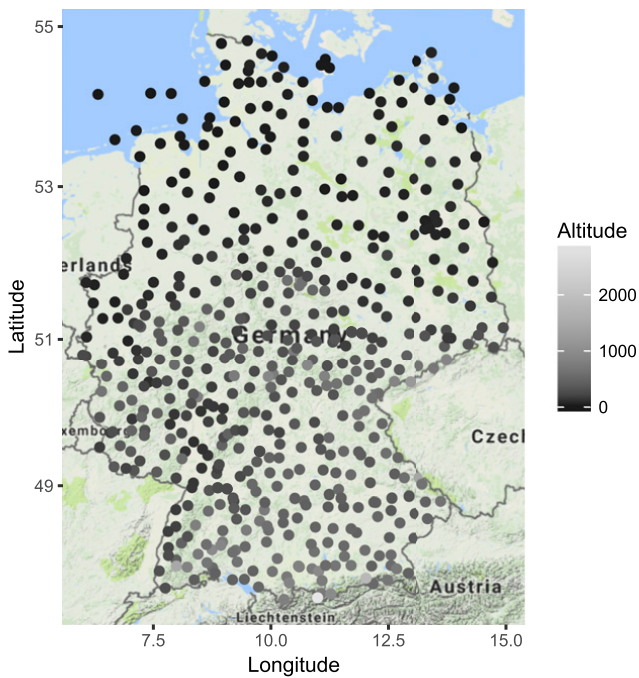 55
53
51
49
Latitude
7.5
10.0
12.5
15.0
Longitude
Altitude
2000
1000
0
erlands
Germany
xembourg
Czech
Austria
Liechtenstein